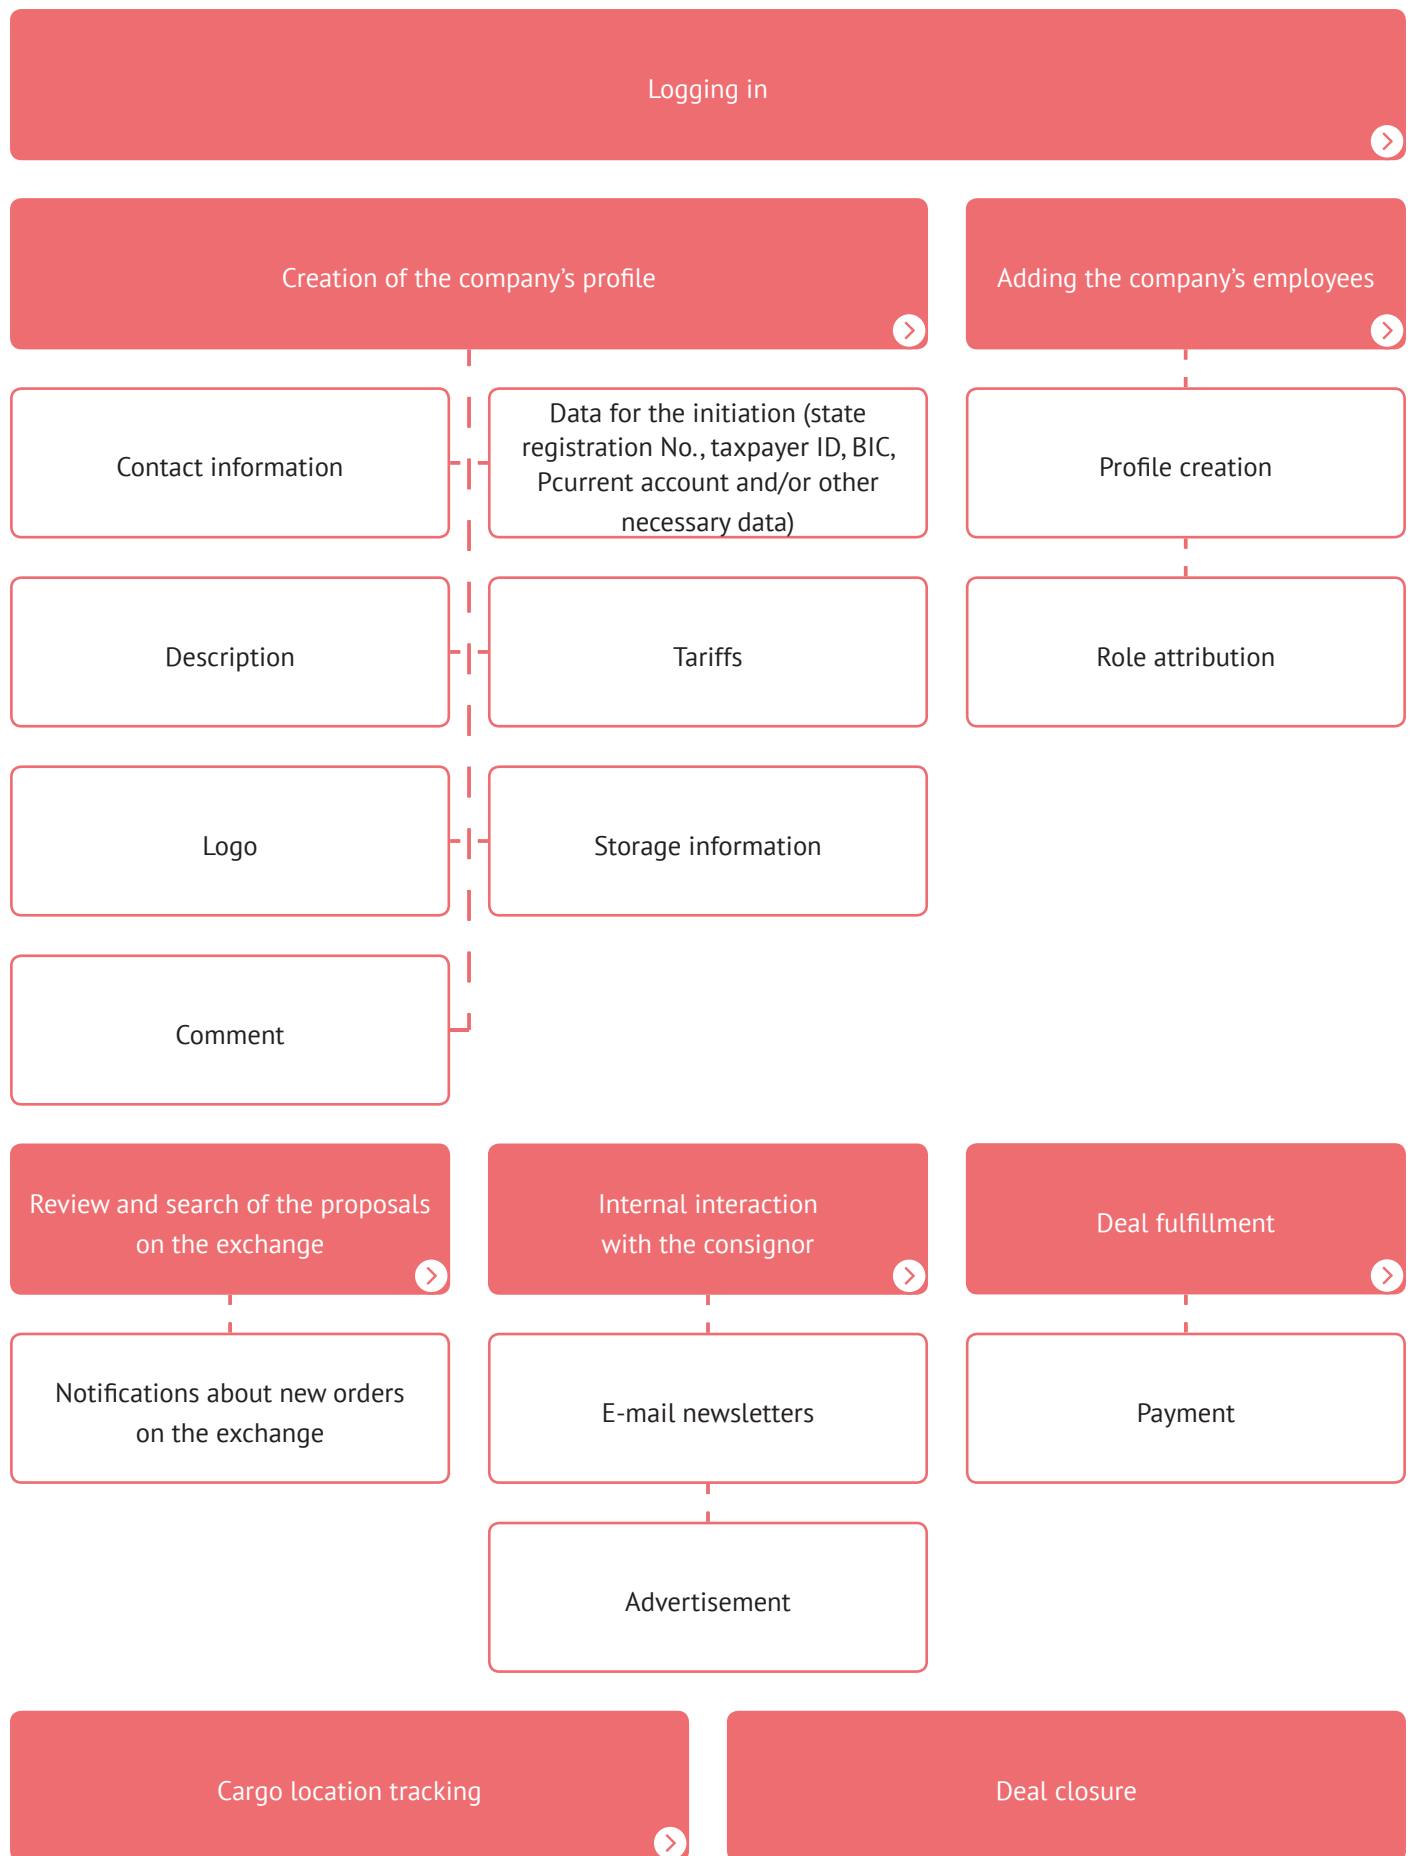 Logging in
Creation of the company’s profile
Adding the company’s employees
Contact information
Data for the initiation (state
registration No., taxpayer ID, BIC,
Pcurrent account and/or other
necessary data)
Profile creation
Description
Tariffs
Role attribution
Logo
Storage information
Comment
Review and search of the proposals
on the exchange
Internal interaction
with the consignor
Deal fulfillment
Notifications about new orders
on the exchange
E-mail newsletters
Payment
Advertisement
Cargo location tracking
Deal closure